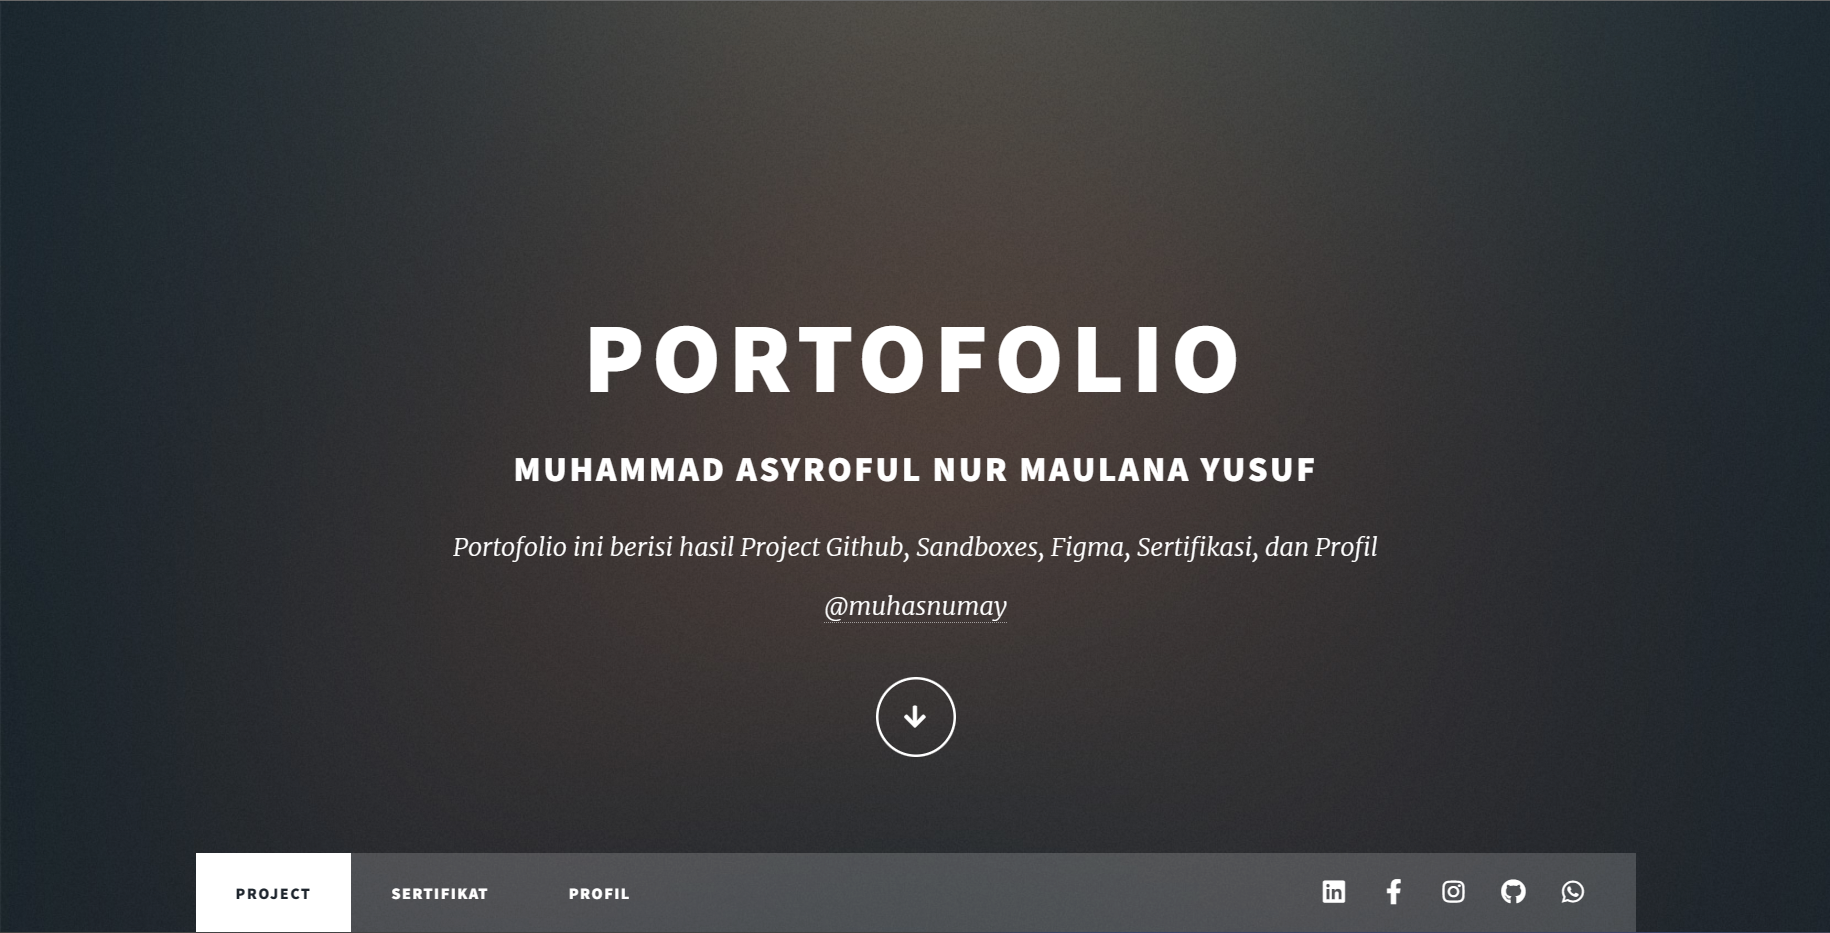 PORTOFOLIO
MUHAMMAD ASYROFUL NUR MAULANA YUSUF
Portofolio ini berisi hasil Project Github, Sandboxes, Figma, Sertifikasi, dan Profil
@muhasnumay
PROJECT SERTIFIKAT PROFIL